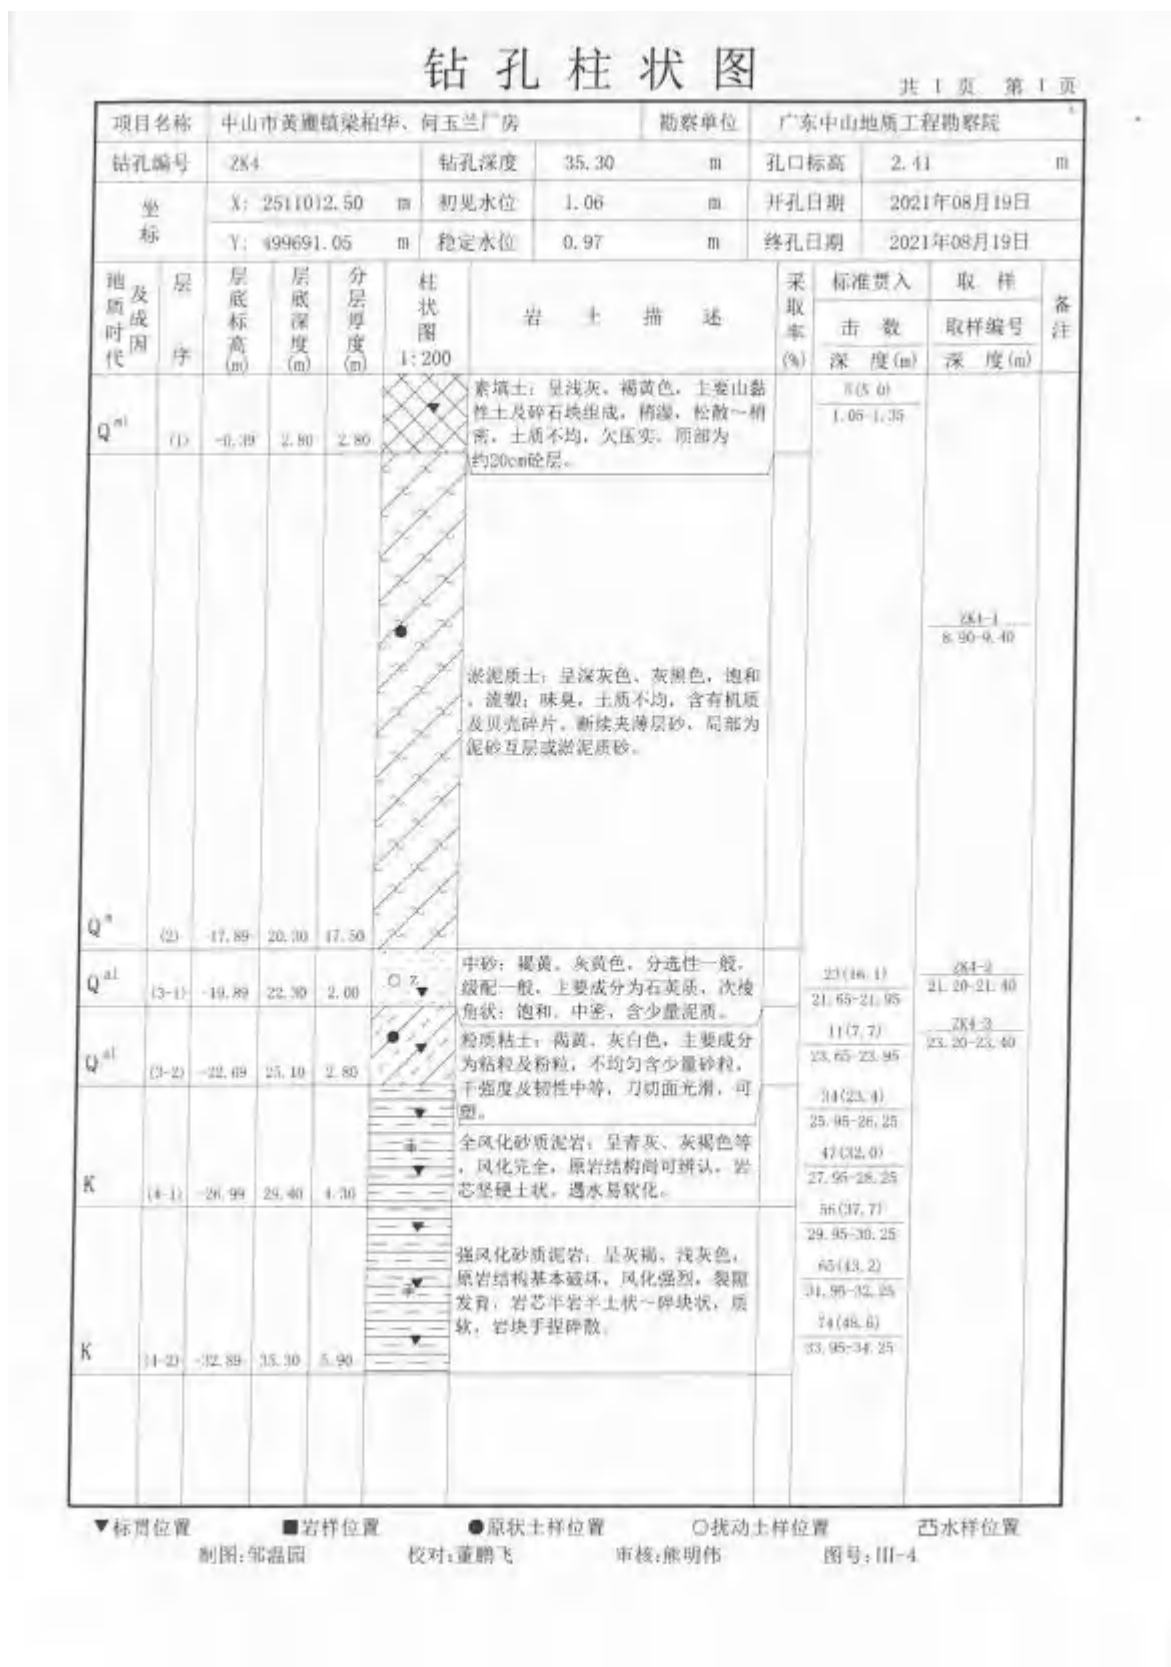 钻孔柱状图
共 1 页 第 1 页
项目名称 中山市黄圃镇梁柏华、何玉兰厂房 勘察单位 广东中山地质工程勘察院
钻孔编号 ZK4 钻孔深度 35.30 m 孔口标高 2.41 m
坐标 X: 2511012.50 m 初见水位 1.06 m 开孔日期 2021年08月19日
Y: 499691.05 m 稳定水位 0.97 m 终孔日期 2021年08月19日
地质时代及成因 层序 层底标高(m) 层底深度(m) 分层厚度(m) 柱状图 1:200 岩土描述 采取率(%) 标准贯入 击数 深度(m) 取样 取样编号 深度(m) 备注
素填土：呈浅灰、褐黄色，主要由黏
性土及碎石块组成，稍湿，松散～稍
密，土质不均，欠压实，顶部为
约20cm砼层。
Q ml (1) -0.39 2.80 2.80
(5.0)
1.05-1.35
ZK4-1
8.90-9.40
淤泥质土：呈深灰色、灰黑色，饱和
，流塑；味臭，土质不均，含有机质
及贝壳碎片，断续夹薄层砂，局部为
泥砂互层或淤泥质砂。
Q m (2) -17.89 20.30 17.50
中砂：褐黄、灰黄色，分选性一般，
级配一般，主要成分为石英质，次棱
角状；饱和，中密，含少量泥质。
Q al (3-1) -19.89 22.30 2.00
23(16.1)
21.65-21.95
ZK4-2
21.20-21.40
粉质粘土：褐黄、灰白色，主要成分
为粘粒及粉粒，不均匀含少量砂粒，
干强度及韧性中等，刀切面光滑，可
塑。
Q al (3-2) -22.69 25.10 2.80
11(7.7)
23.65-23.95
ZK4-3
23.20-23.40
全风化砂质泥岩：呈青灰、灰褐色等
，风化完全，原岩结构尚可辨认，岩
芯坚硬土状，遇水易软化。
K (4-1) -26.99 29.40 4.30
34(23.4)
25.95-26.25
47(32.0)
27.95-28.25
56(37.7)
29.95-30.25
强风化砂质泥岩：呈灰褐、浅灰色，
原岩结构基本破坏，风化强烈，裂隙
发育，岩芯半岩半土状～碎块状，质
软，岩块手捏碎散。
K (4-2) -32.89 35.30 5.90
65(43.2)
31.95-32.25
74(48.6)
33.95-34.25
▼标贯位置 ■岩样位置 ●原状土样位置 ○扰动土样位置 凸水样位置
制图:邹温园 校对:董鹏飞 审核:熊明伟 图号:III-4